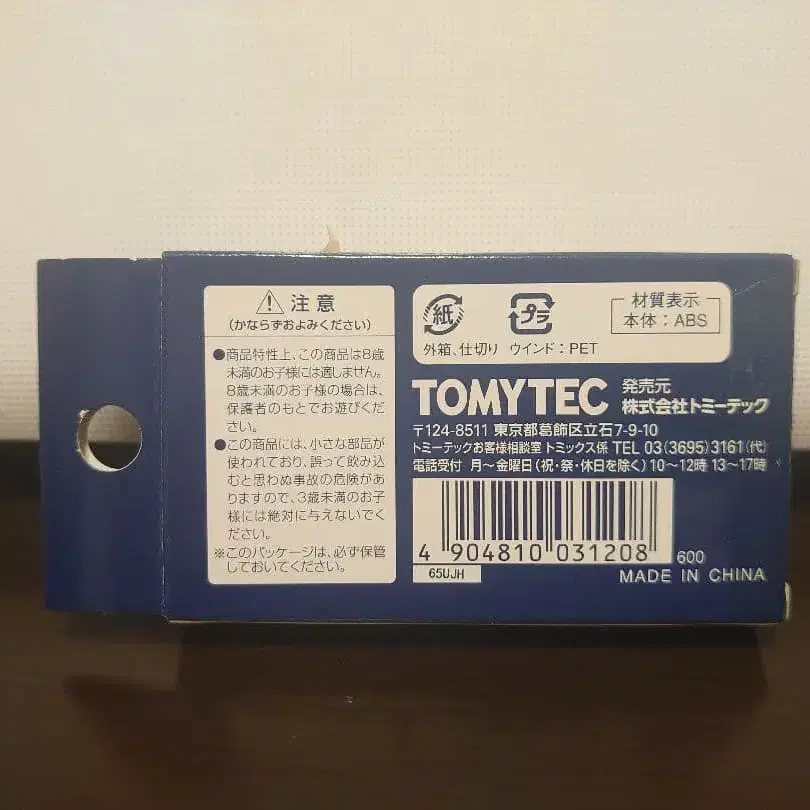 注意
(かならずおよみください)
●商品特性上、この商品は8歳
未満のお子様には適しません。
8歳未満のお子様の場合は、
保護者のもとでお遊びくだ
さい。
●この商品には、小さな部品が
使われており、誤って飲み込
むと思わぬ事故の危険があ
りますので、3歳未満のお子
様には絶対に与えないでく
ださい。
※このパッケージは、必ず保管
しておいてください。
紙
プラ
外箱、仕切り ウインド:PET
材質表示
本体:ABS
TOMYTEC 発売元
株式会社トミーテック
〒124-8511 東京都葛飾区立石7-9-10
トミーテックお客様相談室 トミックス係 TEL 03(3695)3161(代)
電話受付 月~金曜日(祝・祭・休日を除く)10~12時 13~17時
4 904810 031208
600
65UJH
MADE IN CHINA